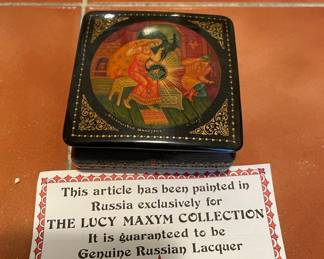 This article has been painted in
Russia exclusively for
THE LUCY MAXYM COLLECTION
It is guaranteed to be
Genuine Russian Lacquer